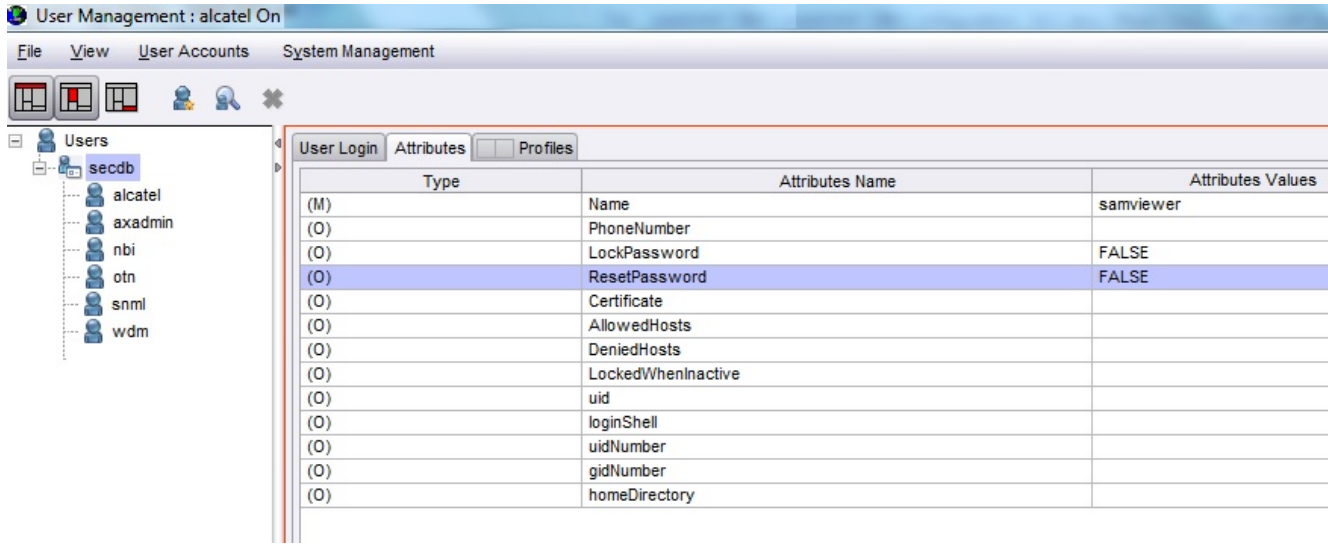 User Management : alcatel On
File View User Accounts System Management
Users
secdb
alcatel
axadmin
nbi
otn
snml
wdm
User Login Attributes Profiles
Type Attributes Name Attributes Values
(M) Name samviewer
(O) PhoneNumber
(O) LockPassword FALSE
(O) ResetPassword FALSE
(O) Certificate
(O) AllowedHosts
(O) DeniedHosts
(O) LockedWhenInactive
(O) uid
(O) loginShell
(O) uidNumber
(O) gidNumber
(O) homeDirectory